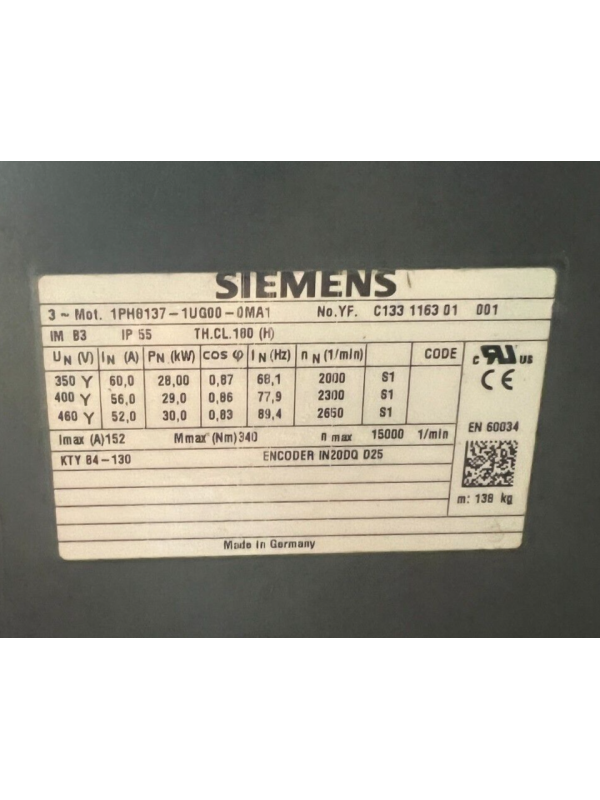 SIEMENS
3 ~ Mot. 1PH8137-1UG00-0MA1 No.YF. C133 1163 01 001
IM B3 IP 55 TH.CL.180 (H)
UN (V) IN (A) PN (kW) cos φ fN (Hz) nN (1/min) CODE
350 Y 60,0 28,00 0,87 68,1 2000 S1
400 Y 56,0 29,0 0,86 77,9 2300 S1
460 Y 52,0 30,0 0,83 89,4 2650 S1
c RU US
CE
EN 60034
Imax (A)152 Mmax (Nm)340 n max 15000 1/min
KTY 84-130 ENCODER IN20DQ D25
m: 138 kg
Made in Germany